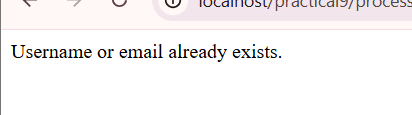 localhost/practical9/process
Username or email already exists.